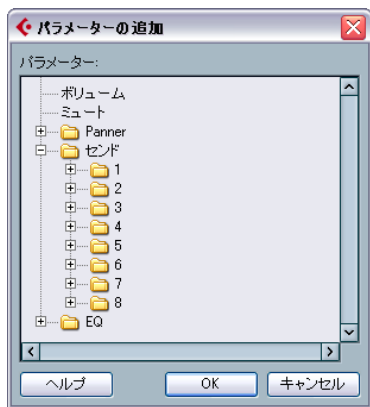 パラメーターの追加
パラメーター:
ボリューム
ミュート
Panner
センド
1
2
3
4
5
6
7
8
EQ
ヘルプ OK キャンセル